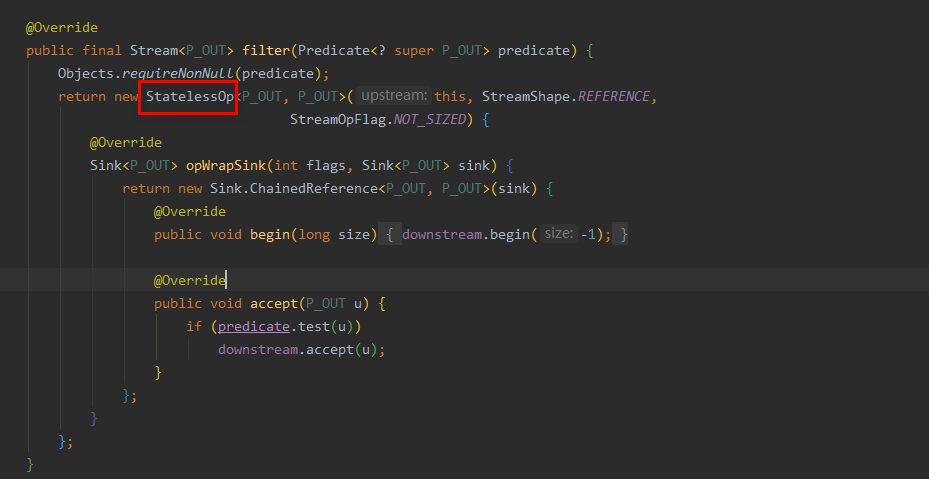 @Override
public final Stream<P_OUT> filter(Predicate<? super P_OUT> predicate) {
Objects.requireNonNull(predicate);
return new StatelessOp<P_OUT, P_OUT>( upstream: this, StreamShape.REFERENCE,
StreamOpFlag.NOT_SIZED) {
@Override
Sink<P_OUT> opWrapSink(int flags, Sink<P_OUT> sink) {
return new Sink.ChainedReference<P_OUT, P_OUT>(sink) {
@Override
public void begin(long size) { downstream.begin( size: -1); }
@Override
public void accept(P_OUT u) {
if (predicate.test(u))
downstream.accept(u);
}
};
}
};
}